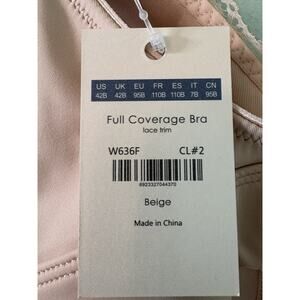 US UK EU FR ES IT CN
42B 42B 95B 110B 110B 7B 95B
Full Coverage Bra
lace trim
W636F CL#2
6923327044370
Beige
Made in China